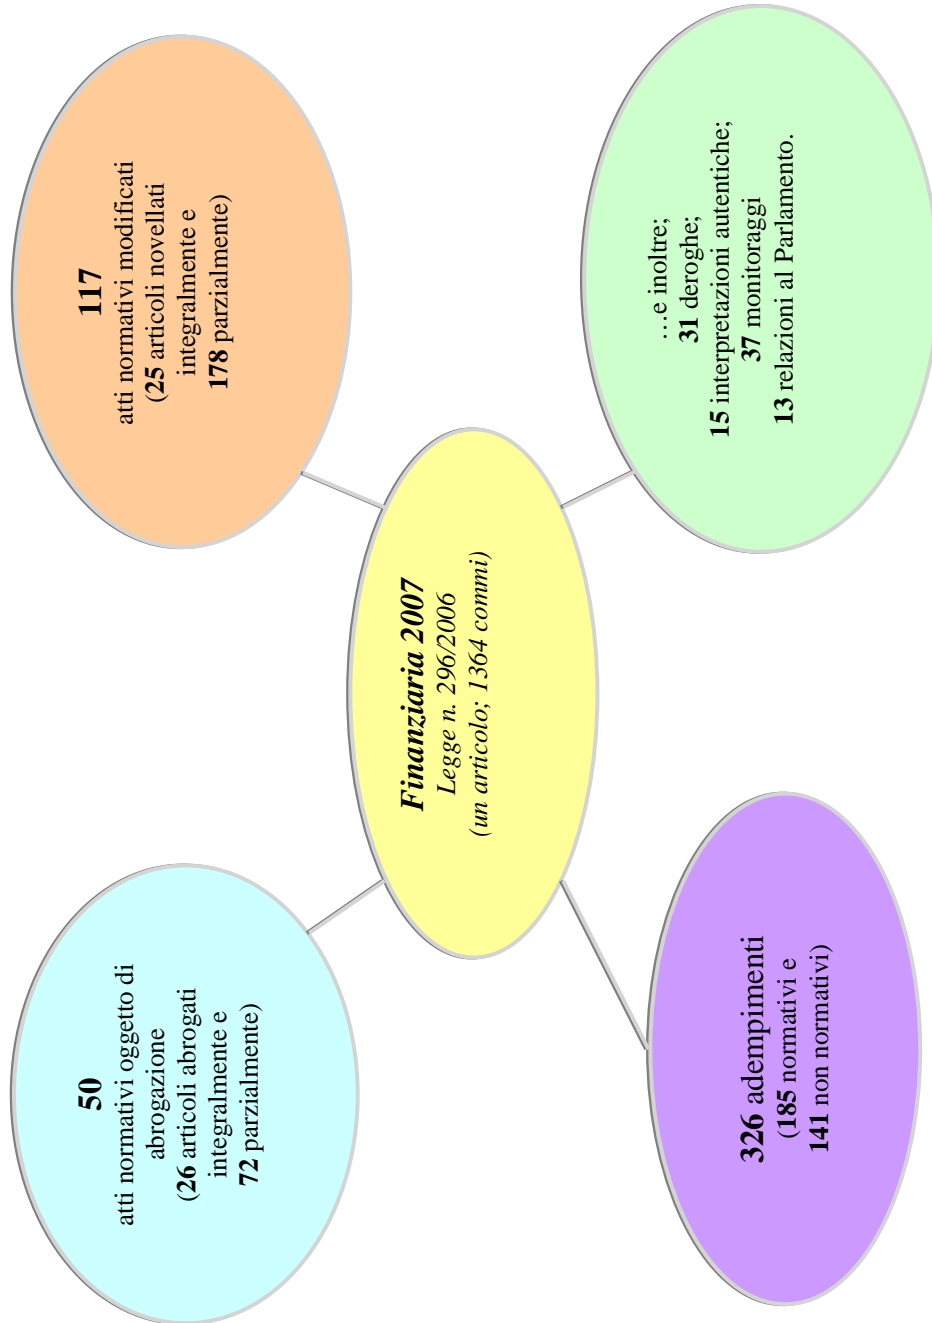 50
atti normativi oggetto di
abrogazione
(26 articoli abrogati
integralmente e
72 parzialmente)
117
atti normativi modificati
(25 articoli novellati
integralmente e
178 parzialmente)
Finanziaria 2007
Legge n. 296/2006
(un articolo; 1364 commi)
326 adempimenti
(185 normativi e
141 non normativi)
…e inoltre;
31 deroghe;
15 interpretazioni autentiche;
37 monitoraggi
13 relazioni al Parlamento.